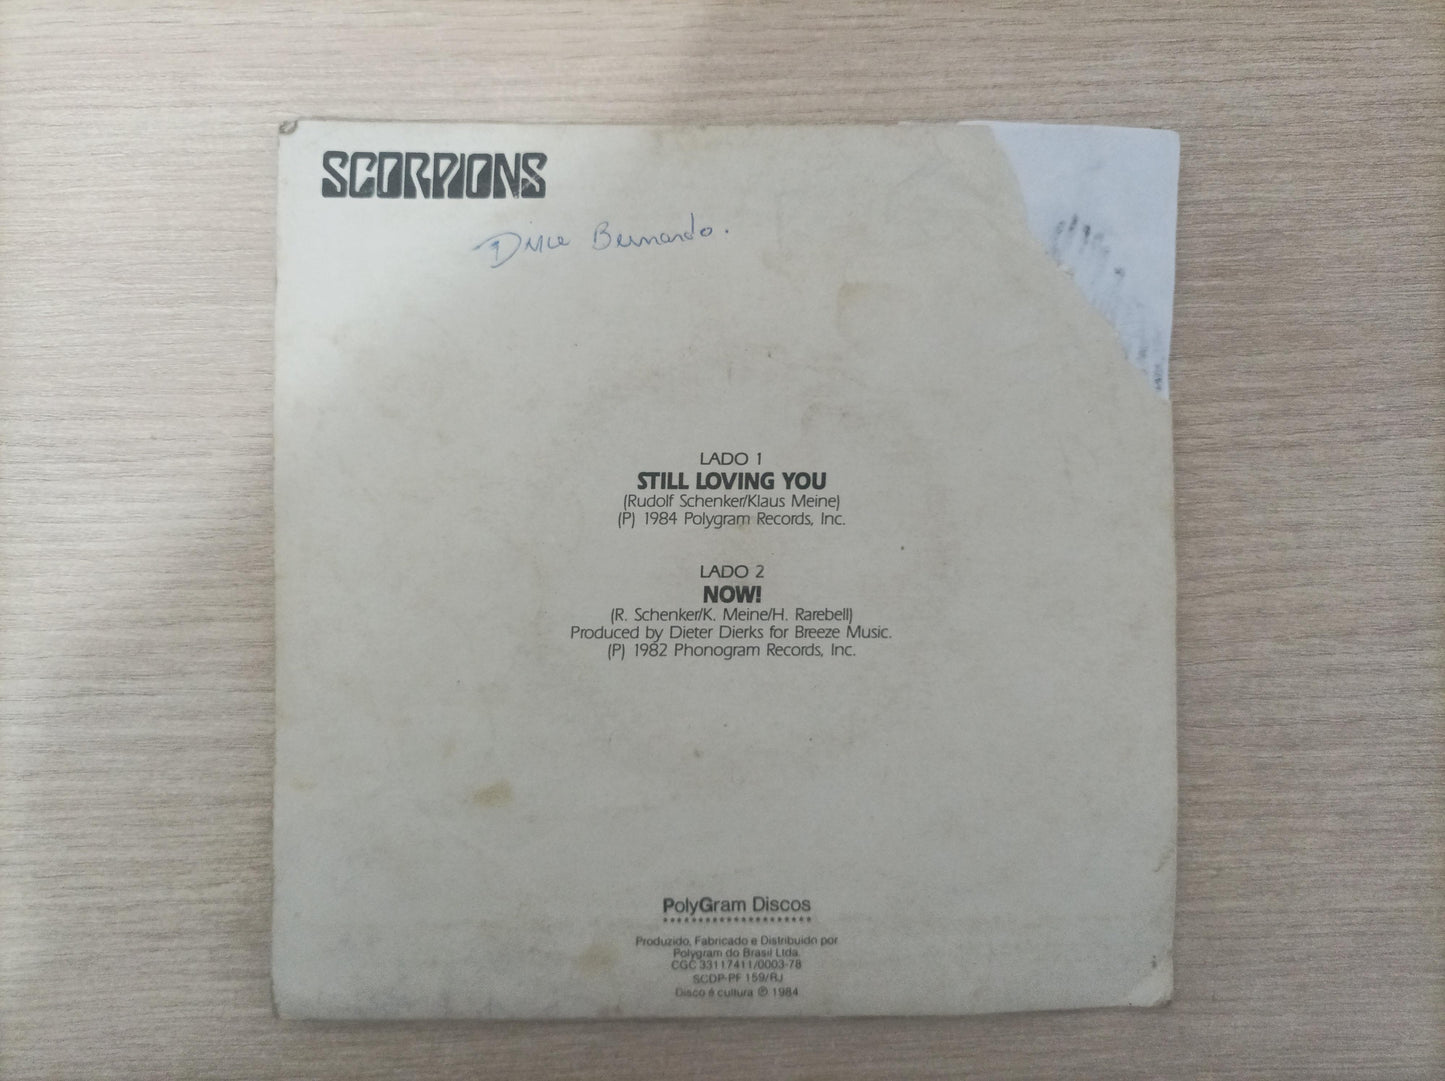 SCORPIONS
Bernardo.
LADO 1
STILL LOVING YOU
(Rudolf Schenker/Klaus Meine)
(P) 1984 Polygram Records, Inc.
LADO 2
NOW!
(R. Schenker/K. Meine/H. Rarebell)
Produced by Dieter Dierks for Breeze Music.
(P) 1982 Phonogram Records, Inc.
PolyGram Discos
Produzido, Fabricado e Distribuido por
Polygram do Brasil Ltda.
CGC 33117411/0003-78
SCDP-PF 159/RJ
Disco é cultura ℗ 1984